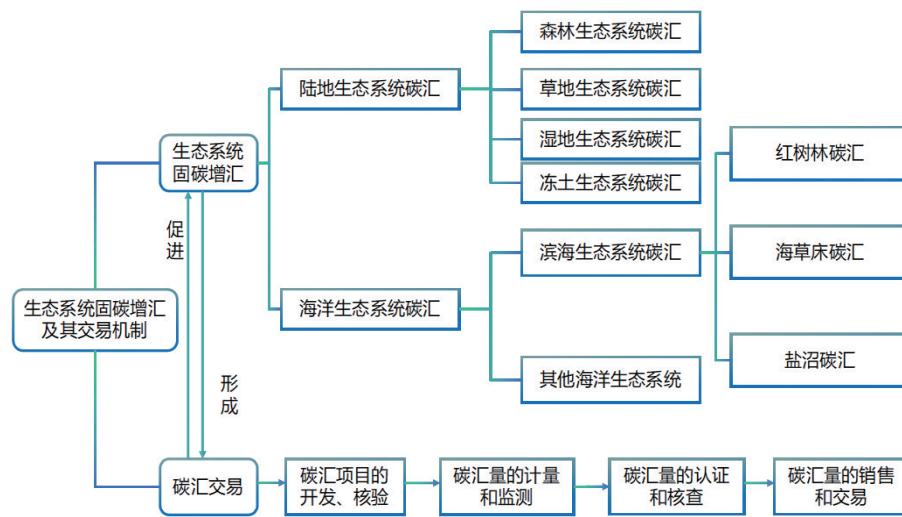 森林生态系统碳汇
陆地生态系统碳汇
草地生态系统碳汇
生态系统
固碳增汇
湿地生态系统碳汇
红树林碳汇
冻土生态系统碳汇
促
进
滨海生态系统碳汇
海草床碳汇
生态系统固碳增汇
及其交易机制
海洋生态系统碳汇
形
成
其他海洋生态系统
盐沼碳汇
碳汇交易
碳汇项目的
开发、核验
碳汇量的计量
和监测
碳汇量的认证
和核查
碳汇量的销售
和交易